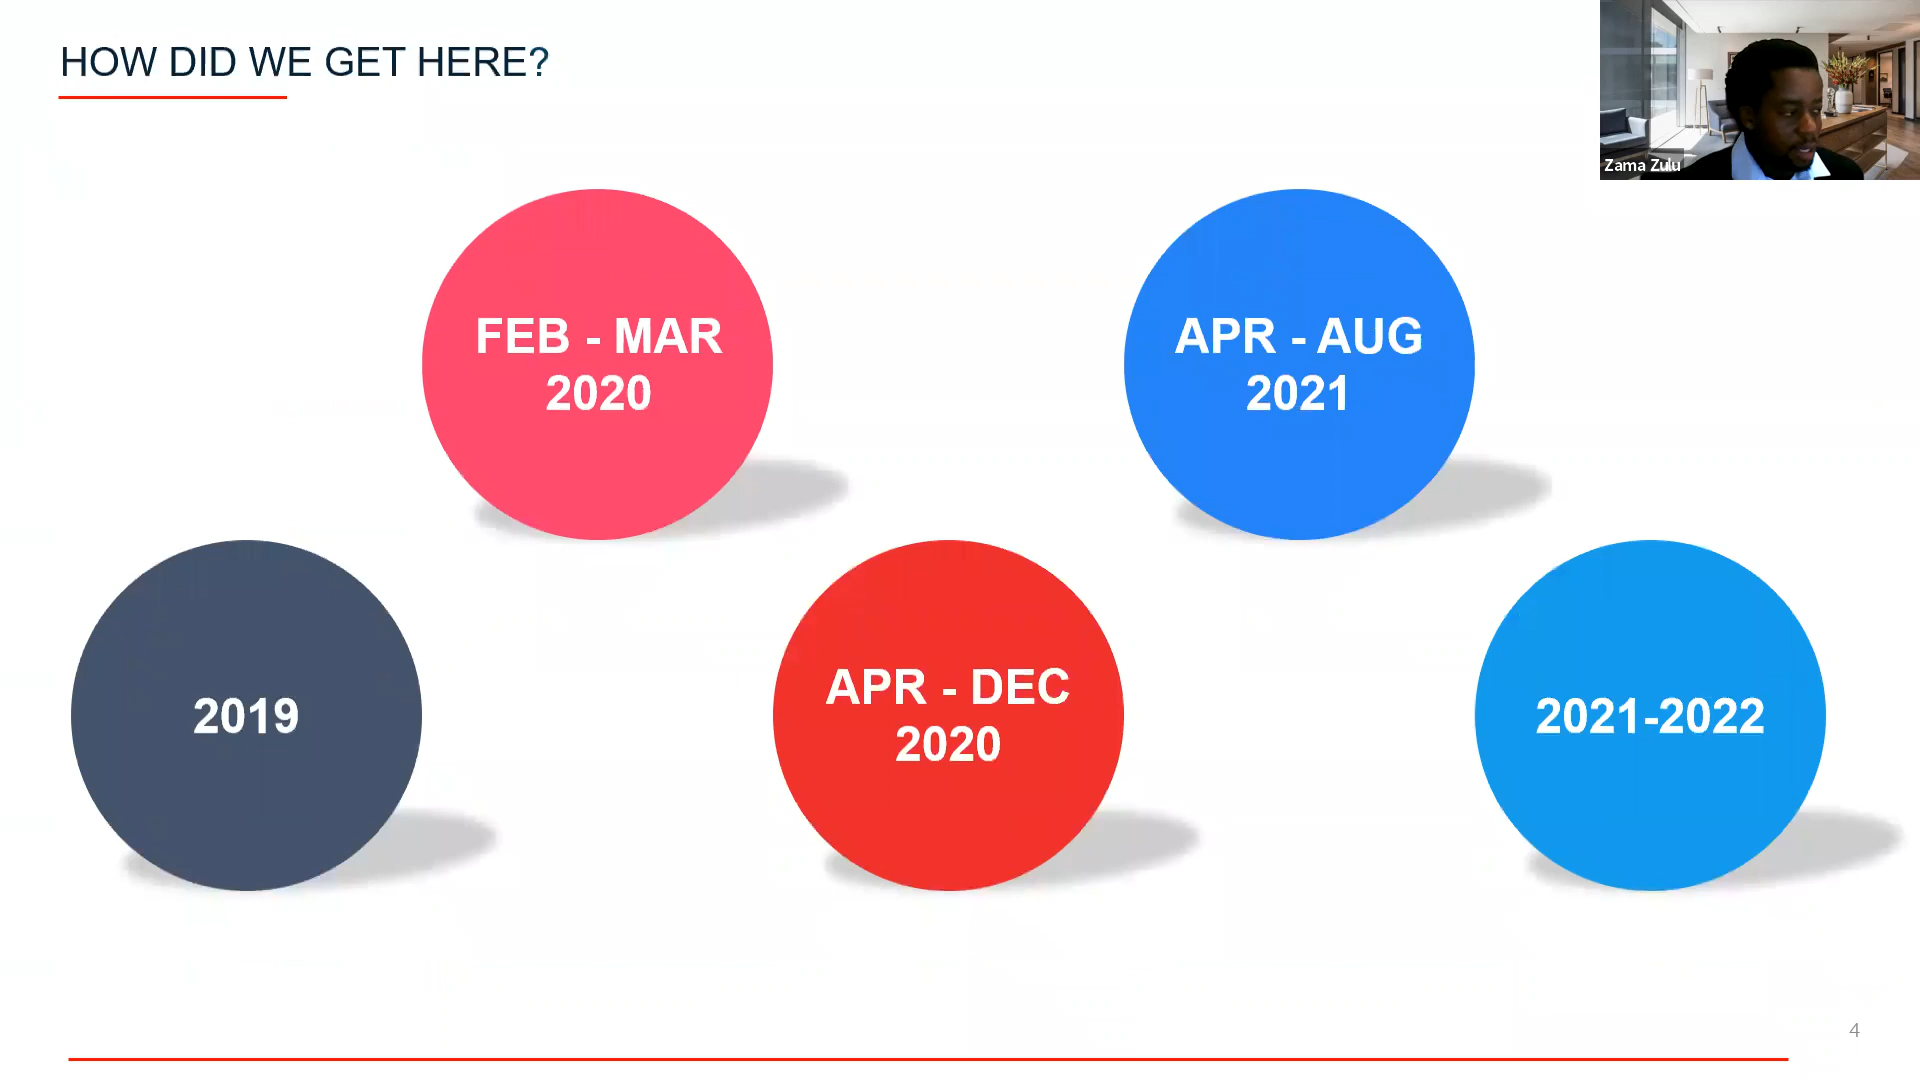 HOW DID WE GET HERE?
Zama Zulu
FEB - MAR
2020
APR - AUG
2021
2019
APR - DEC
2020
2021-2022
4